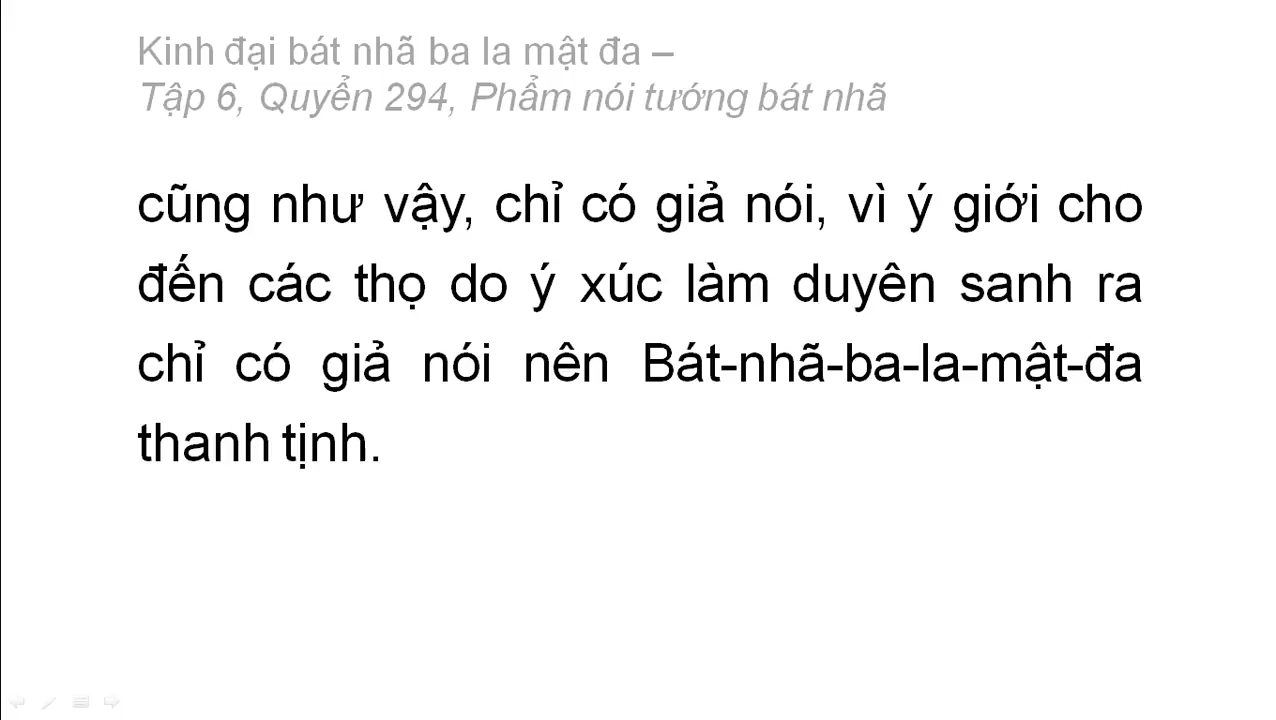 Kinh đại bát nhã ba la mật đa –
Tập 6, Quyển 294, Phẩm nói tướng bát nhã
cũng như vậy, chỉ có giả nói, vì ý giới cho
đến các thọ do ý xúc làm duyên sanh ra
chỉ có giả nói nên Bát-nhã-ba-la-mật-đa
thanh tịnh.